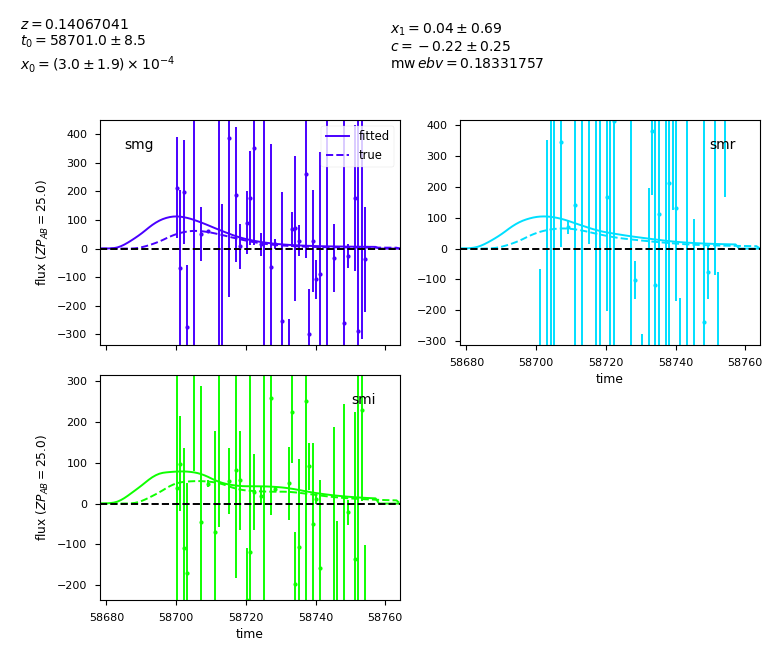 z = 0.14067041
t₀ = 58701.0 ± 8.5
x₀ = (3.0 ± 1.9) × 10⁻⁴
x₁ = 0.04 ± 0.69
c = −0.22 ± 0.25
mwebv = 0.18331757
smg
fitted
true
400
300
200
100
0
−100
−200
−300
flux (ZP_AB = 25.0)
smr
400
300
200
100
0
−100
−200
−300
58680 58700 58720 58740 58760
time
smi
300
200
100
0
−100
−200
flux (ZP_AB = 25.0)
58680 58700 58720 58740 58760
time